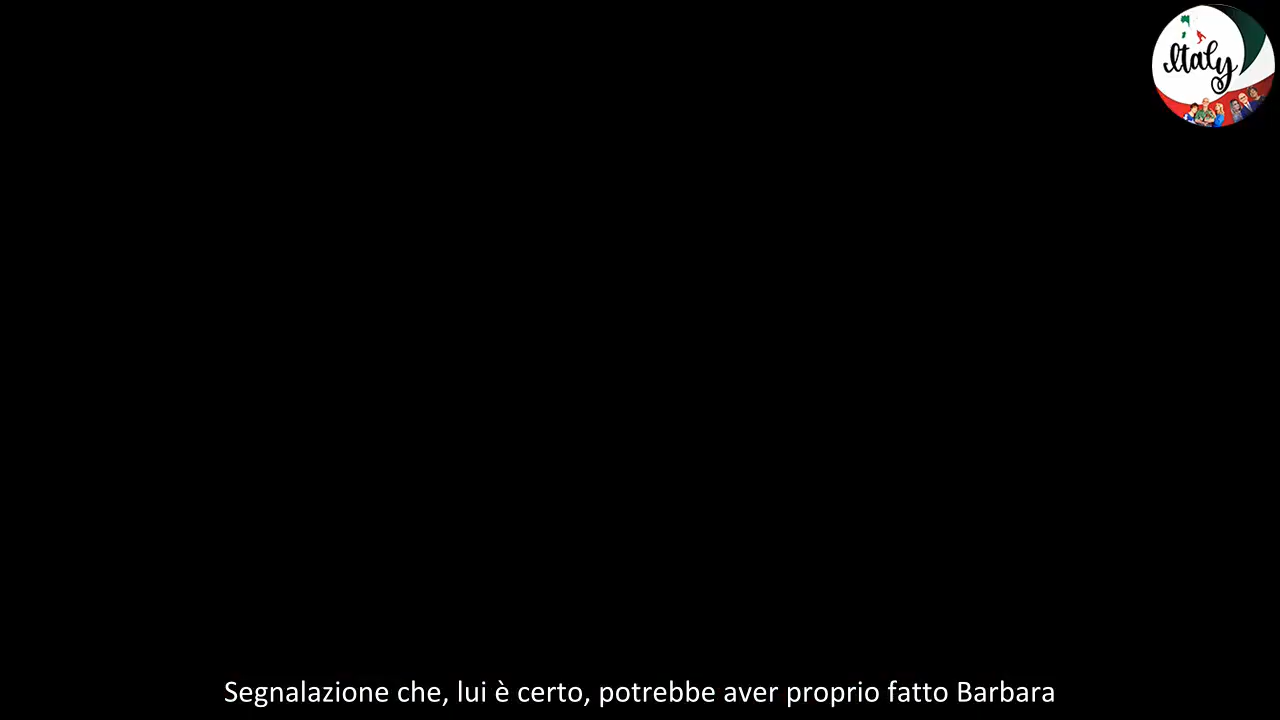 Italy
Segnalazione che, lui è certo, potrebbe aver proprio fatto Barbara